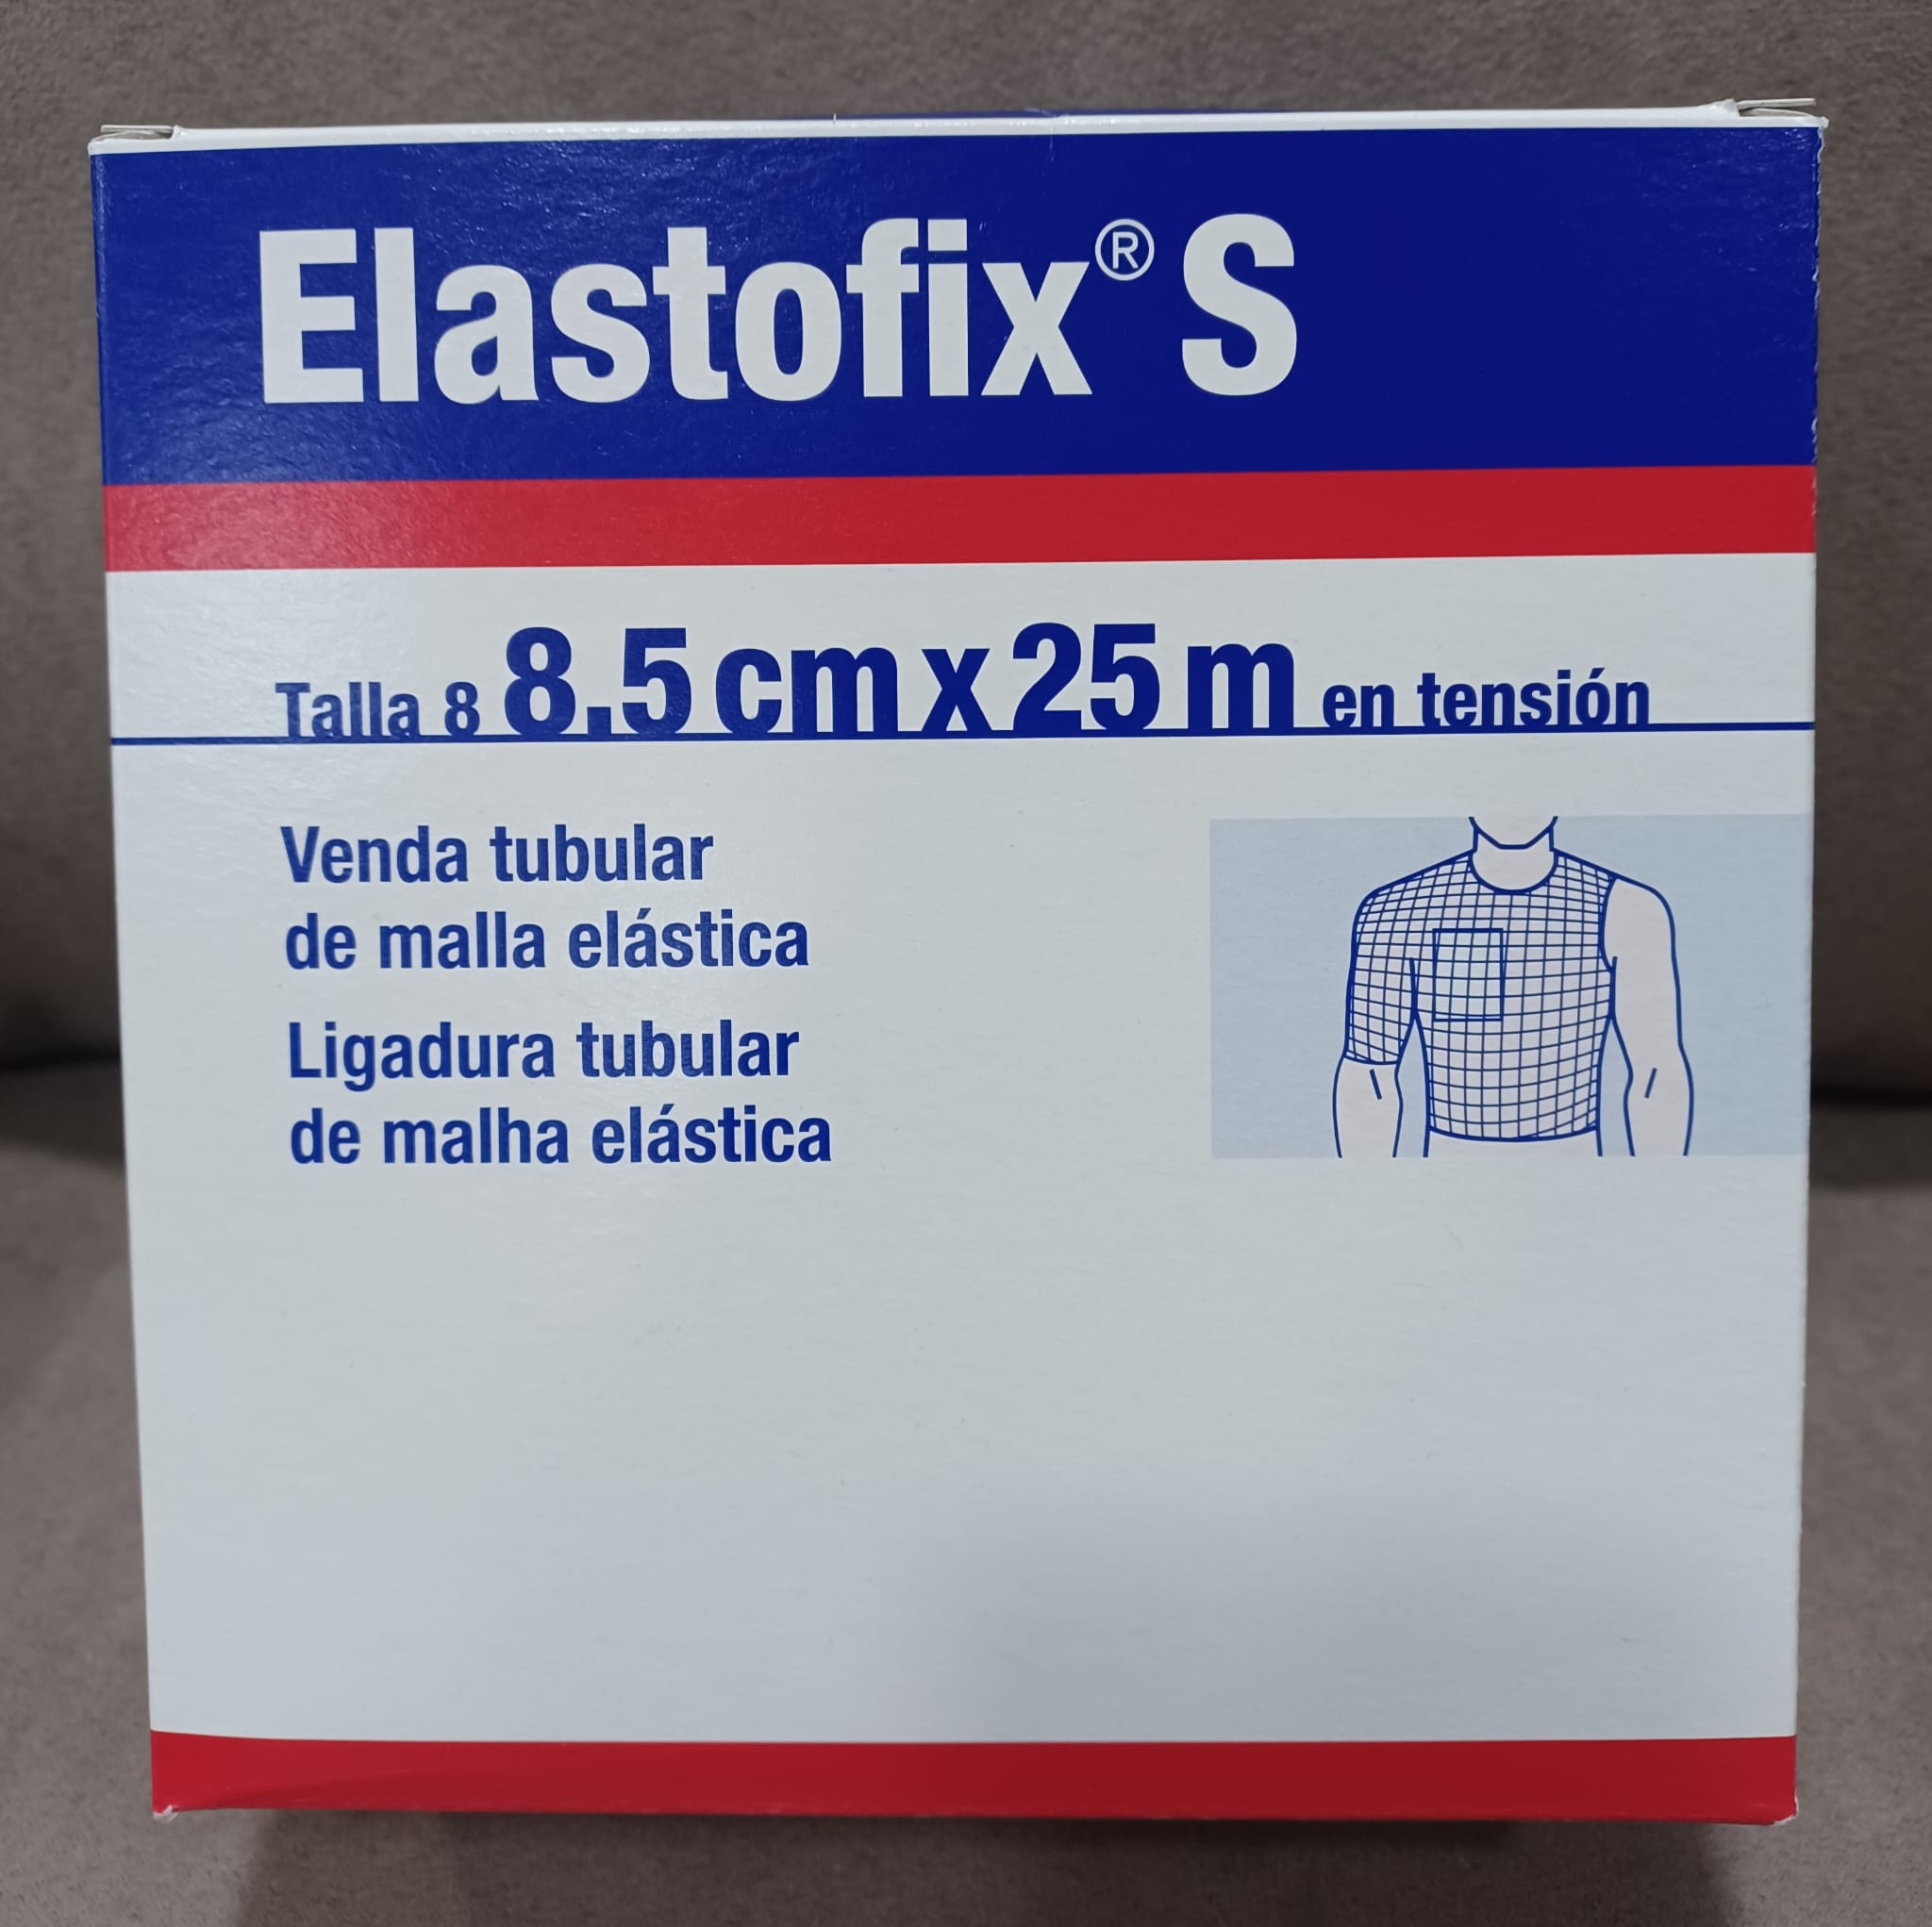 Elastofix® S
Talla 8 8.5 cm x 25 m en tensión
Venda tubular
de malla elástica
Ligadura tubular
de malha elástica